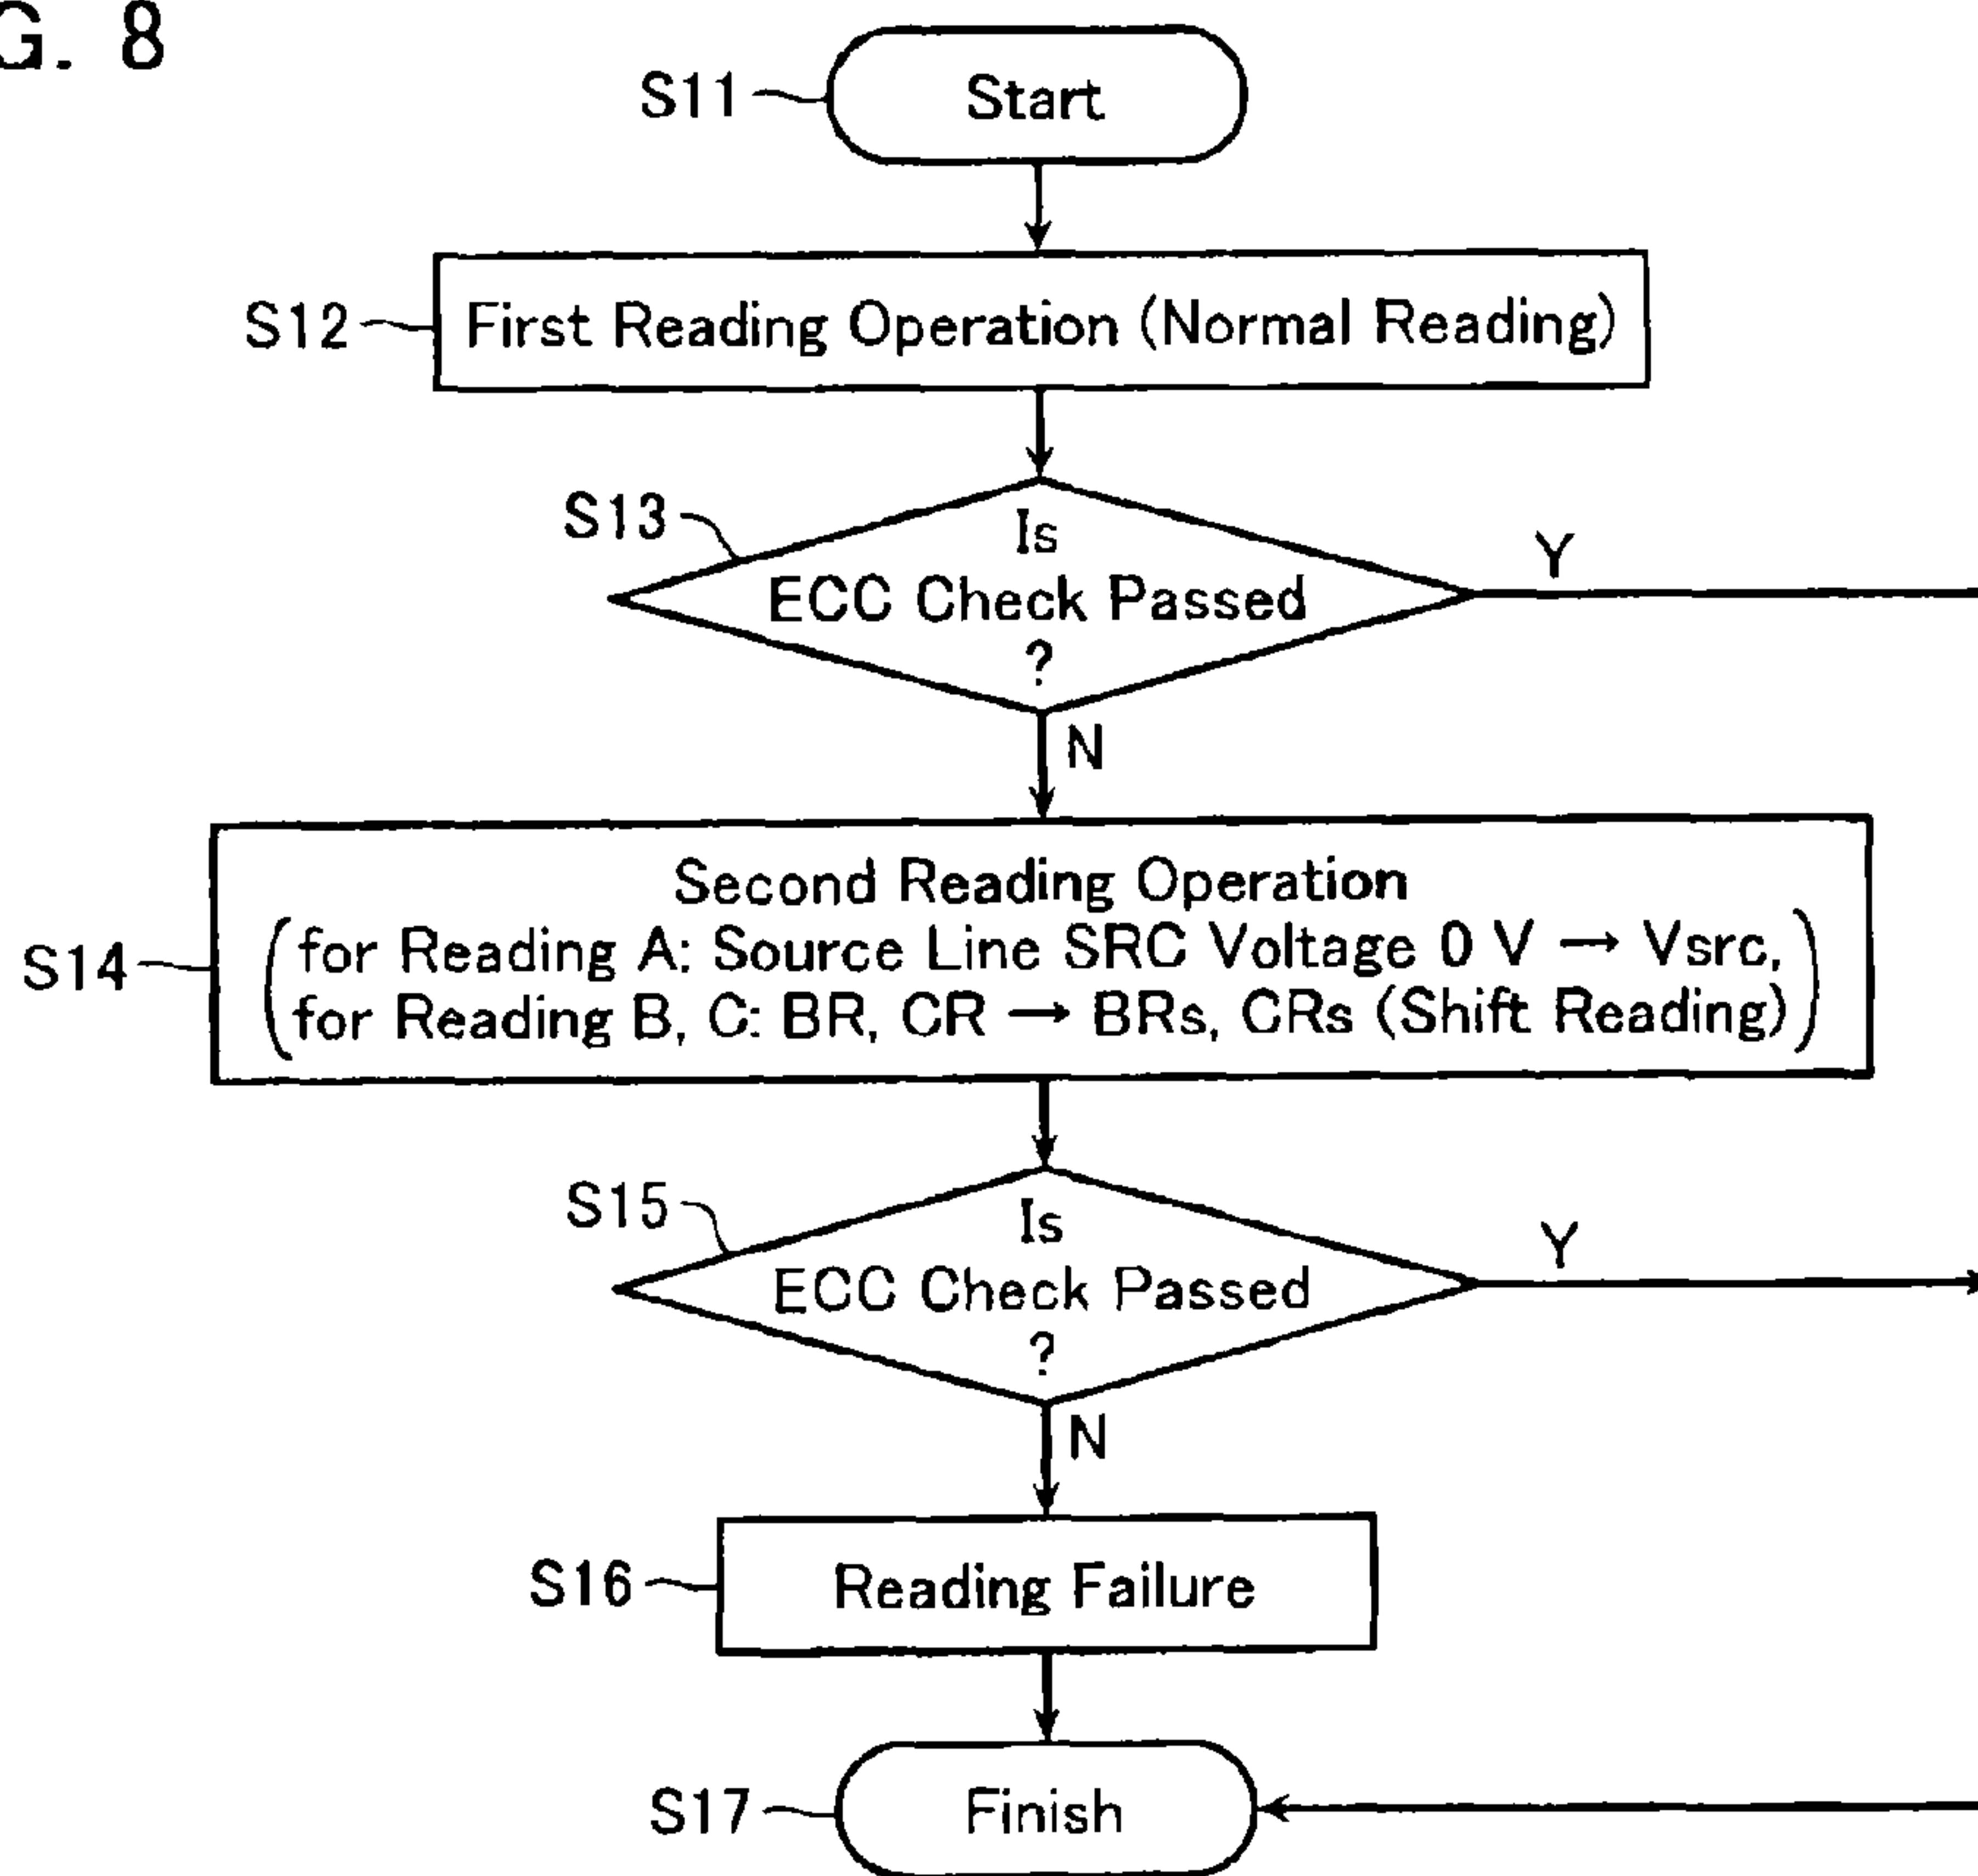 G. 8
S11
Start
S12
First Reading Operation (Normal Reading)
S13
Is
ECC Check Passed
?
Y
N
S14
Second Reading Operation
(for Reading A: Source Line SRC Voltage 0 V → Vsrc,
for Reading B, C: BR, CR → BRs, CRs (Shift Reading))
S15
Is
ECC Check Passed
?
Y
N
S16
Reading Failure
S17
Finish